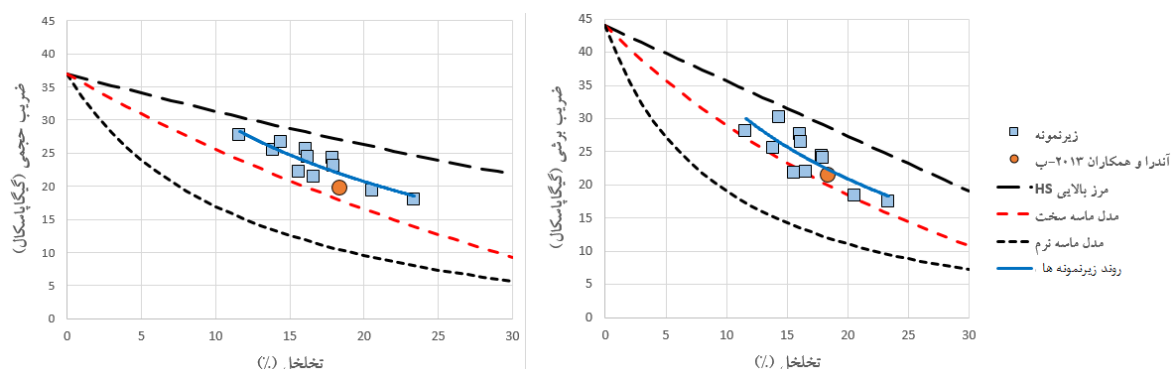 45
40
35
30
25
20
15
10
5
0
ضریب حجمی (گیگاپاسکال)
0 5 10 15 20 25 30
تخلخل (٪)
45
40
35
30
25
20
15
10
5
0
ضریب برشی (گیگاپاسکال)
0 5 10 15 20 25 30
تخلخل (٪)
زیرنمونه
آندرا و همکاران ۲۰۱۳-ب
مرز بالایی HS
مدل ماسه سخت
مدل ماسه نرم
روند زیرنمونه ها